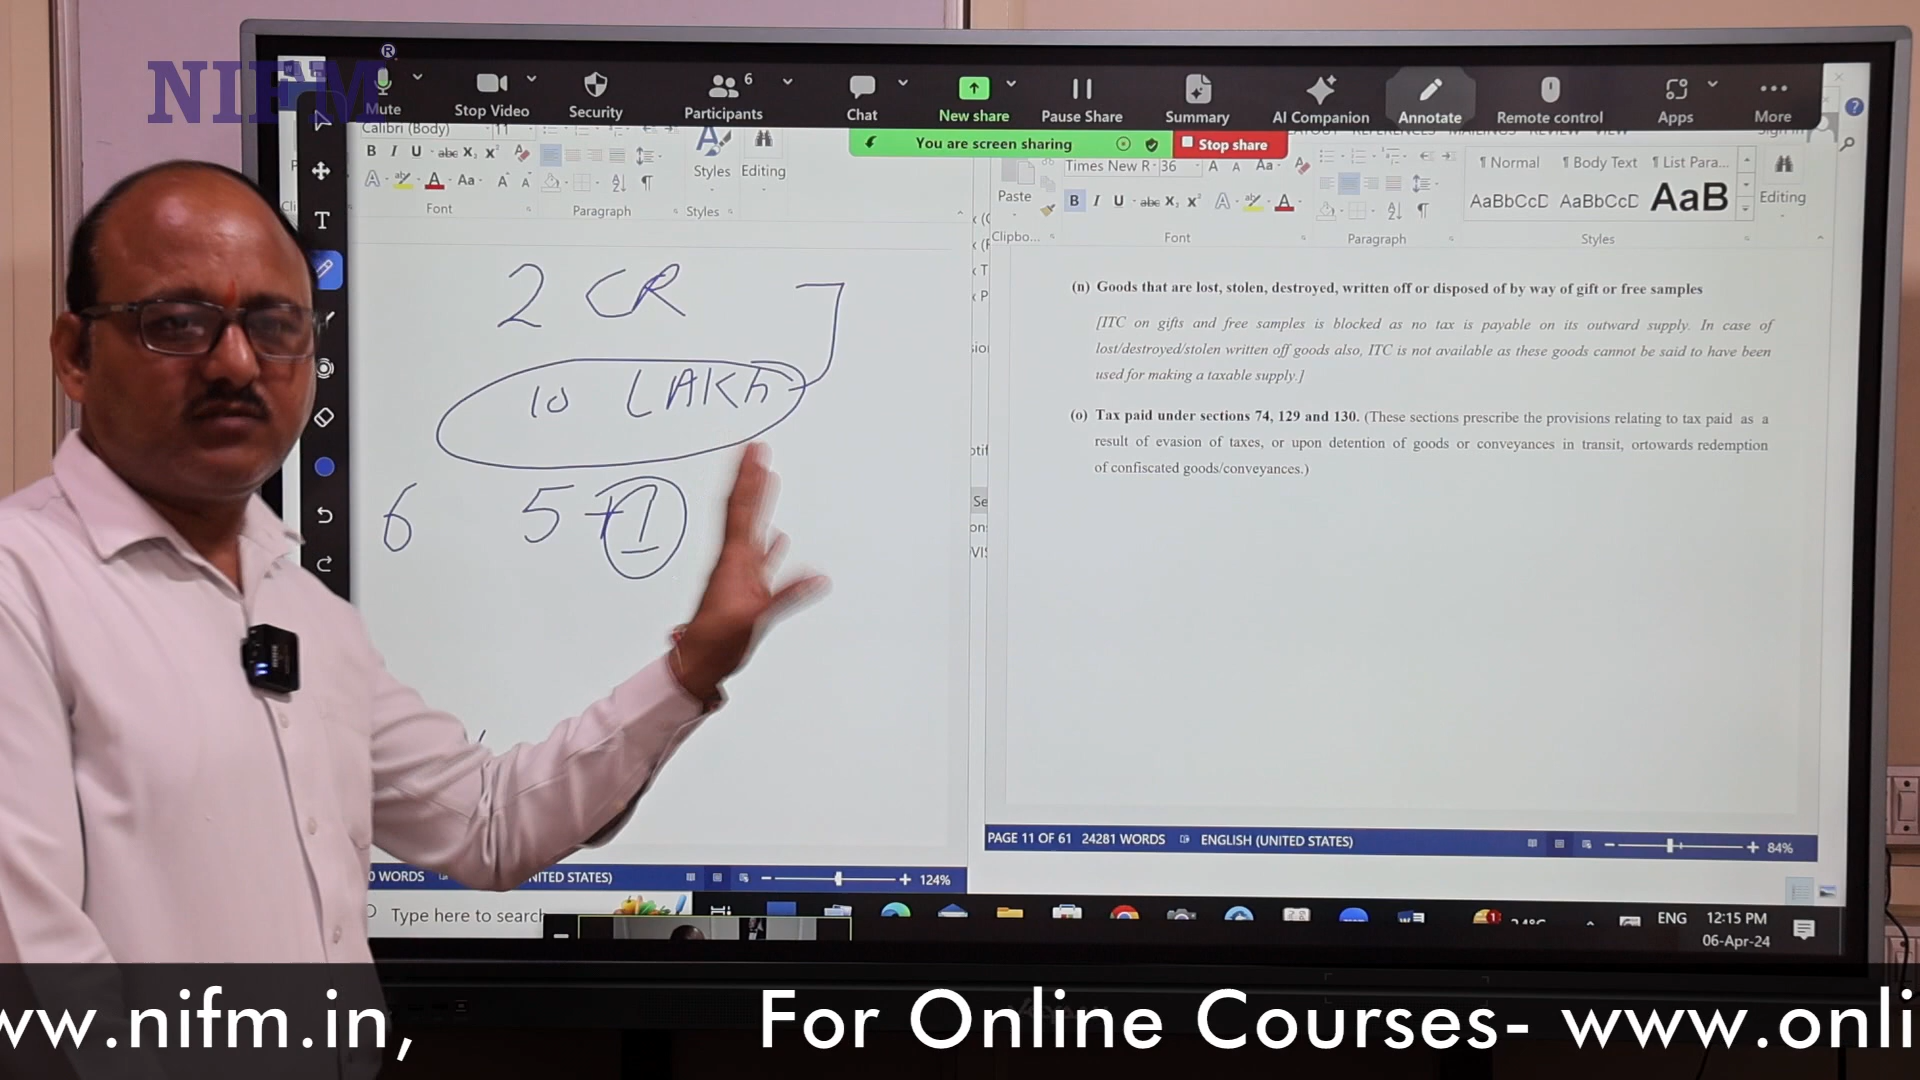 NIFM®
Mute
Stop Video
Security
Participants 6
Chat
New share
Pause Share
Summary
AI Companion
Annotate
Remote control
Apps
More
You are screen sharing
Stop share
Calibri (Body) 11
B I U abc X₂ X²
Aa
Styles
Editing
Font
Paragraph
Styles
T
2 CR
10 LAKh
6 5+1
Times New R 36
Paste
B I U abc X₂ X²
Normal
Body Text
List Para...
AaBbCcD AaBbCcD AaB
Editing
Clipbo...
Font
Paragraph
Styles
(n) Goods that are lost, stolen, destroyed, written off or disposed of by way of gift or free samples
[ITC on gifts and free samples is blocked as no tax is payable on its outward supply. In case of
lost/destroyed/stolen written off goods also, ITC is not available as these goods cannot be said to have been
used for making a taxable supply.]
(o) Tax paid under sections 74, 129 and 130. (These sections prescribe the provisions relating to tax paid as a
result of evasion of taxes, or upon detention of goods or conveyances in transit, ortowards redemption
of confiscated goods/conveyances.)
PAGE 11 OF 61 24281 WORDS ENGLISH (UNITED STATES)
84%
0 WORDS
NITED STATES)
124%
Type here to search
ENG
12:15 PM
06-Apr-24
ww.nifm.in, For Online Courses- www.onli